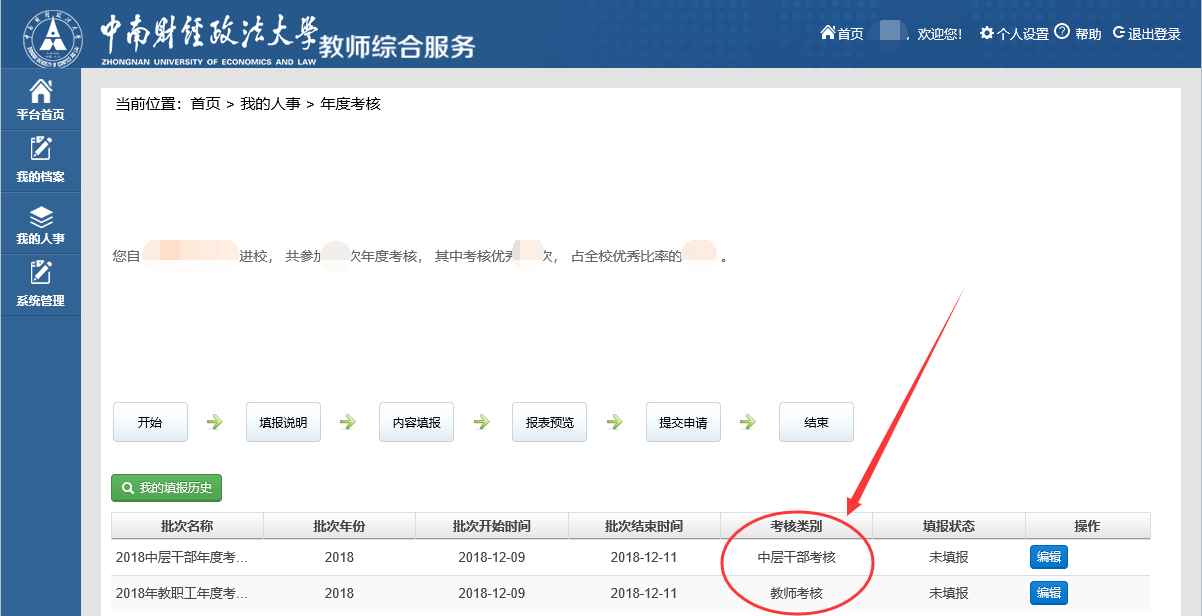 中南财经政法大学 教师综合服务
ZHONGNAN UNIVERSITY OF ECONOMICS AND LAW
首页 ，欢迎您! 个人设置 帮助 退出登录
平台首页
我的档案
我的人事
系统管理
当前位置：首页 > 我的人事 > 年度考核
您自 进校， 共参加 次年度考核， 其中考核优秀 次， 占全校优秀比率的 。
开始 填报说明 内容填报 报表预览 提交申请 结束
我的填报历史
批次名称 批次年份 批次开始时间 批次结束时间 考核类别 填报状态 操作
2018中层干部年度考... 2018 2018-12-09 2018-12-11 中层干部考核 未填报 编辑
2018年教职工年度考... 2018 2018-12-09 2018-12-11 教师考核 未填报 编辑